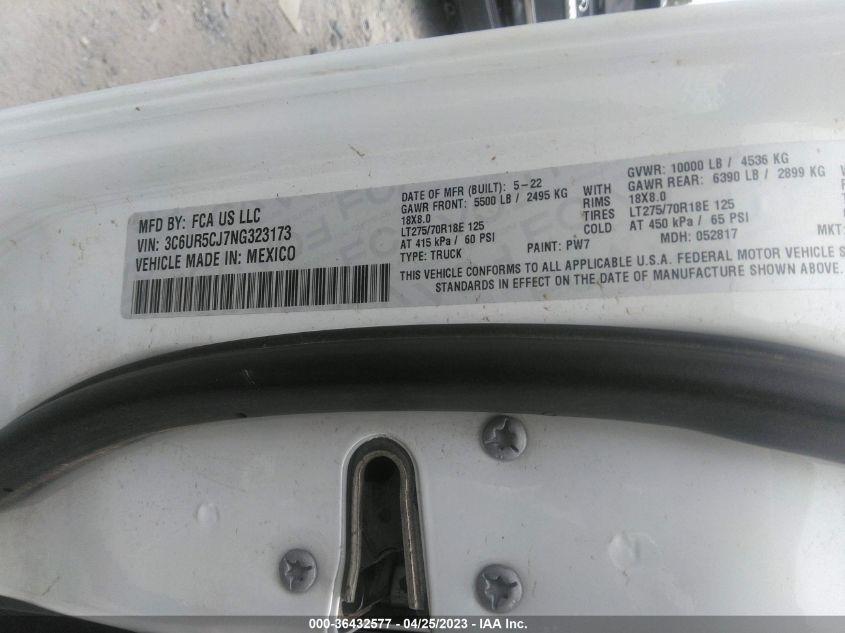 MFD BY: FCA US LLC
VIN: 3C6UR5CJ7NG323173
VEHICLE MADE IN: MEXICO
DATE OF MFR (BUILT): 5-22
GAWR FRONT: 5500 LB / 2495 KG
18X8.0
LT275/70R18E 125
AT 415 kPa / 60 PSI
TYPE: TRUCK
PAINT: PW7
WITH
RIMS
TIRES
COLD
GVWR: 10000 LB / 4536 KG
GAWR REAR: 6390 LB / 2899 KG
18X8.0
LT275/70R18E 125
AT 450 kPa / 65 PSI
MDH: 052817
MKT:
THIS VEHICLE CONFORMS TO ALL APPLICABLE U.S.A. FEDERAL MOTOR VEHICLE
STANDARDS IN EFFECT ON THE DATE OF MANUFACTURE SHOWN ABOVE.
000-36432577 - 04/25/2023 - IAA Inc.